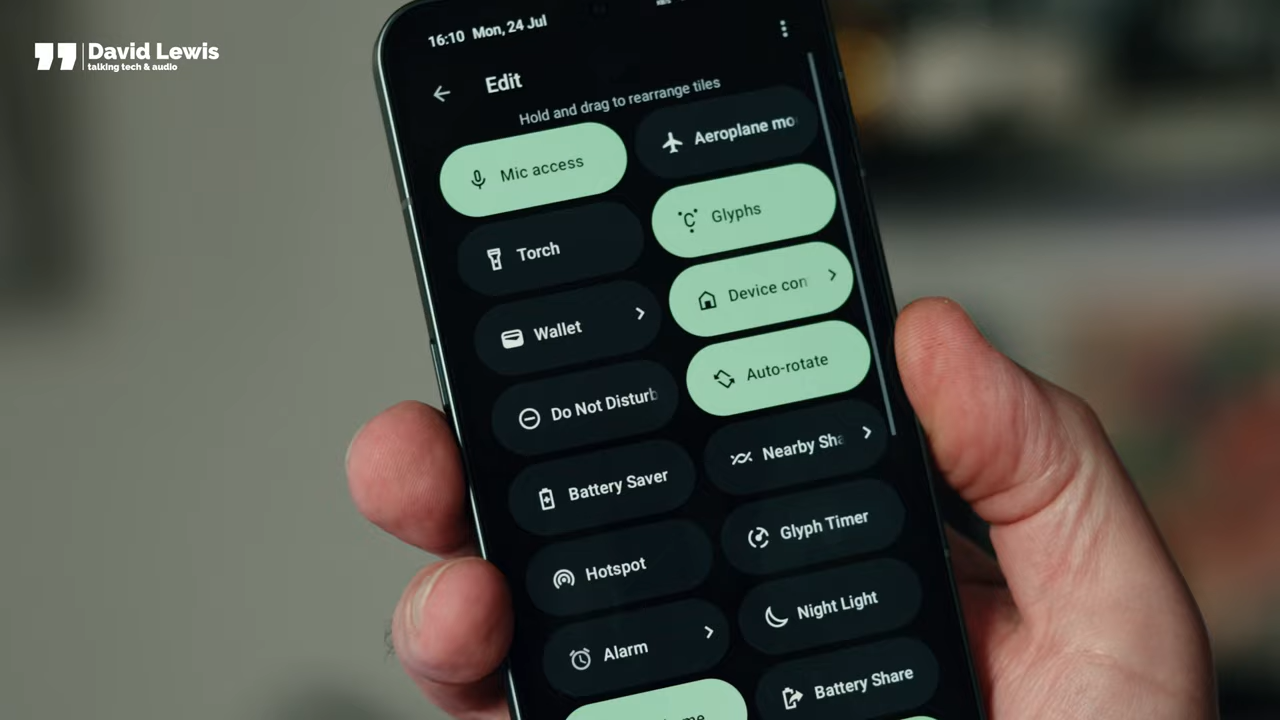 David Lewis
talking tech & audio
16:10 Mon, 24 Jul
Edit
Hold and drag to rearrange tiles
Mic access
Aeroplane mo
Torch
Glyphs
Wallet
Device con
Do Not Disturb
Auto-rotate
Battery Saver
Nearby Sha
Hotspot
Glyph Timer
Alarm
Night Light
Battery Share